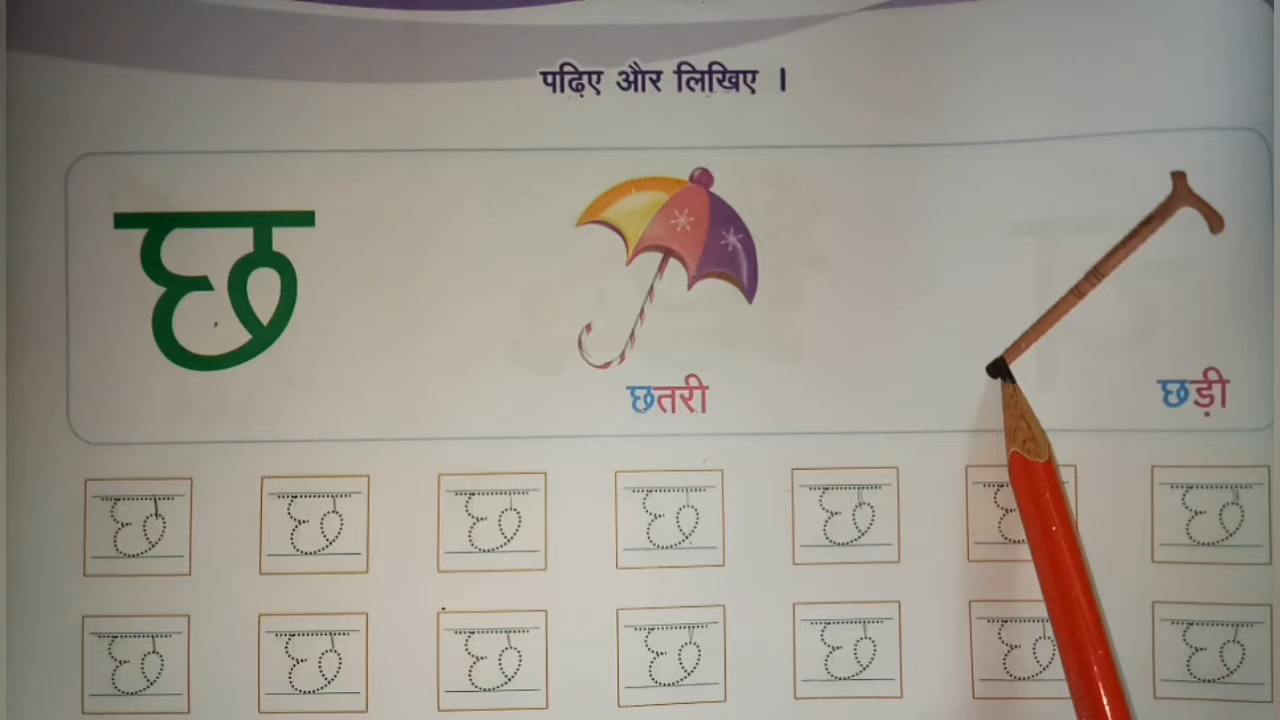 पढ़िए और लिखिए ।
छ
छतरी
छड़ी
छ छ छ छ छ छ छ
छ छ छ छ छ छ छ